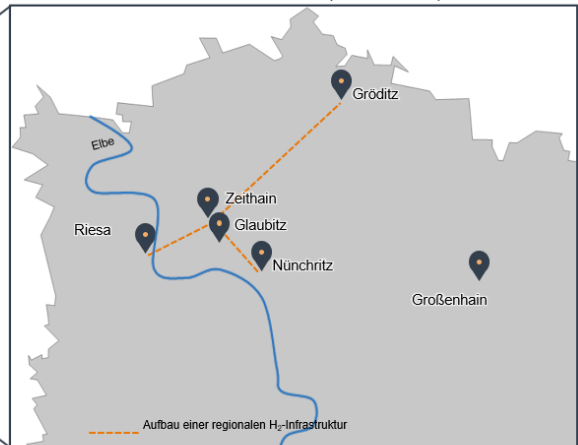 Gröditz
Elbe
Zeithain
Glaubitz
Riesa
Nünchritz
Großenhain
Aufbau einer regionalen H₂-Infrastruktur